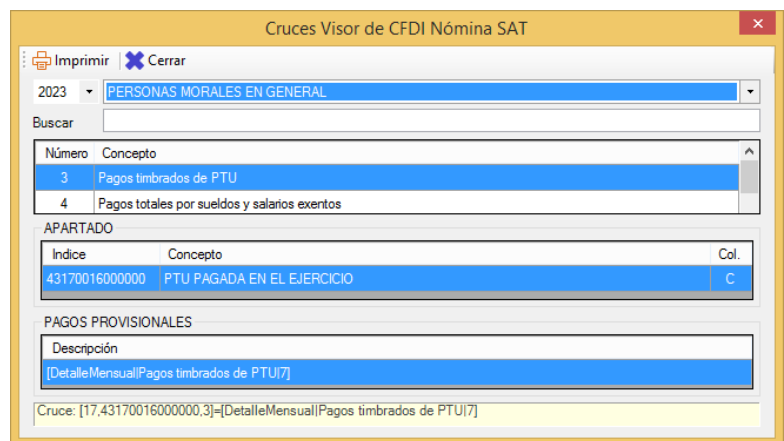 Cruces Visor de CFDI Nómina SAT
Imprimir Cerrar
2023 PERSONAS MORALES EN GENERAL
Buscar
Número Concepto
3 Pagos timbrados de PTU
4 Pagos totales por sueldos y salarios exentos
APARTADO
Indice Concepto Col.
43170016000000 PTU PAGADA EN EL EJERCICIO C
PAGOS PROVISIONALES
Descripción
[DetalleMensual|Pagos timbrados de PTU|7]
Cruce: [17,43170016000000,3]=[DetalleMensual|Pagos timbrados de PTU|7]